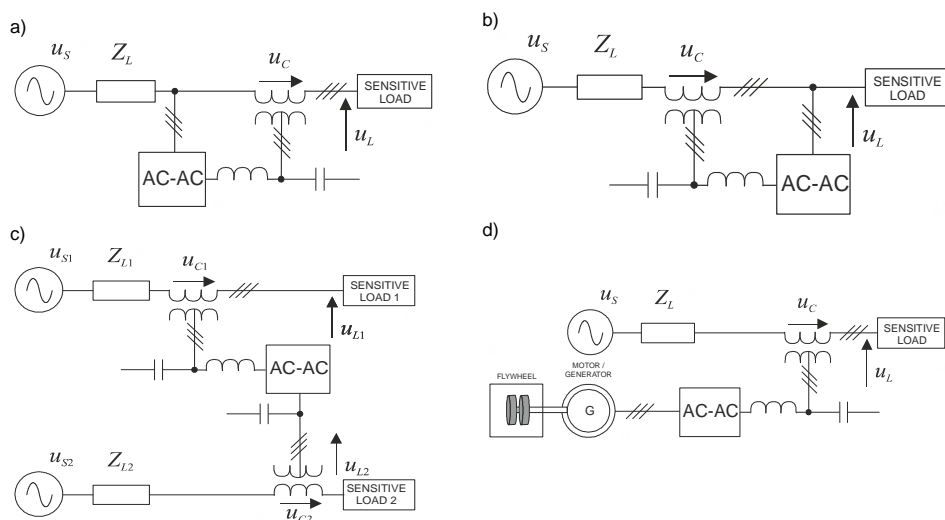 a)
u_S
Z_L
u_C
SENSITIVE
LOAD
u_L
AC-AC
b)
u_S
Z_L
u_C
SENSITIVE
LOAD
u_L
AC-AC
c)
u_S1
Z_L1
u_C1
SENSITIVE
LOAD 1
u_L1
AC-AC
u_S2
Z_L2
u_L2
SENSITIVE
LOAD 2
u_C2
d)
u_S
Z_L
u_C
SENSITIVE
LOAD
u_L
FLYWHEEL
MOTOR /
GENERATOR
G
AC-AC